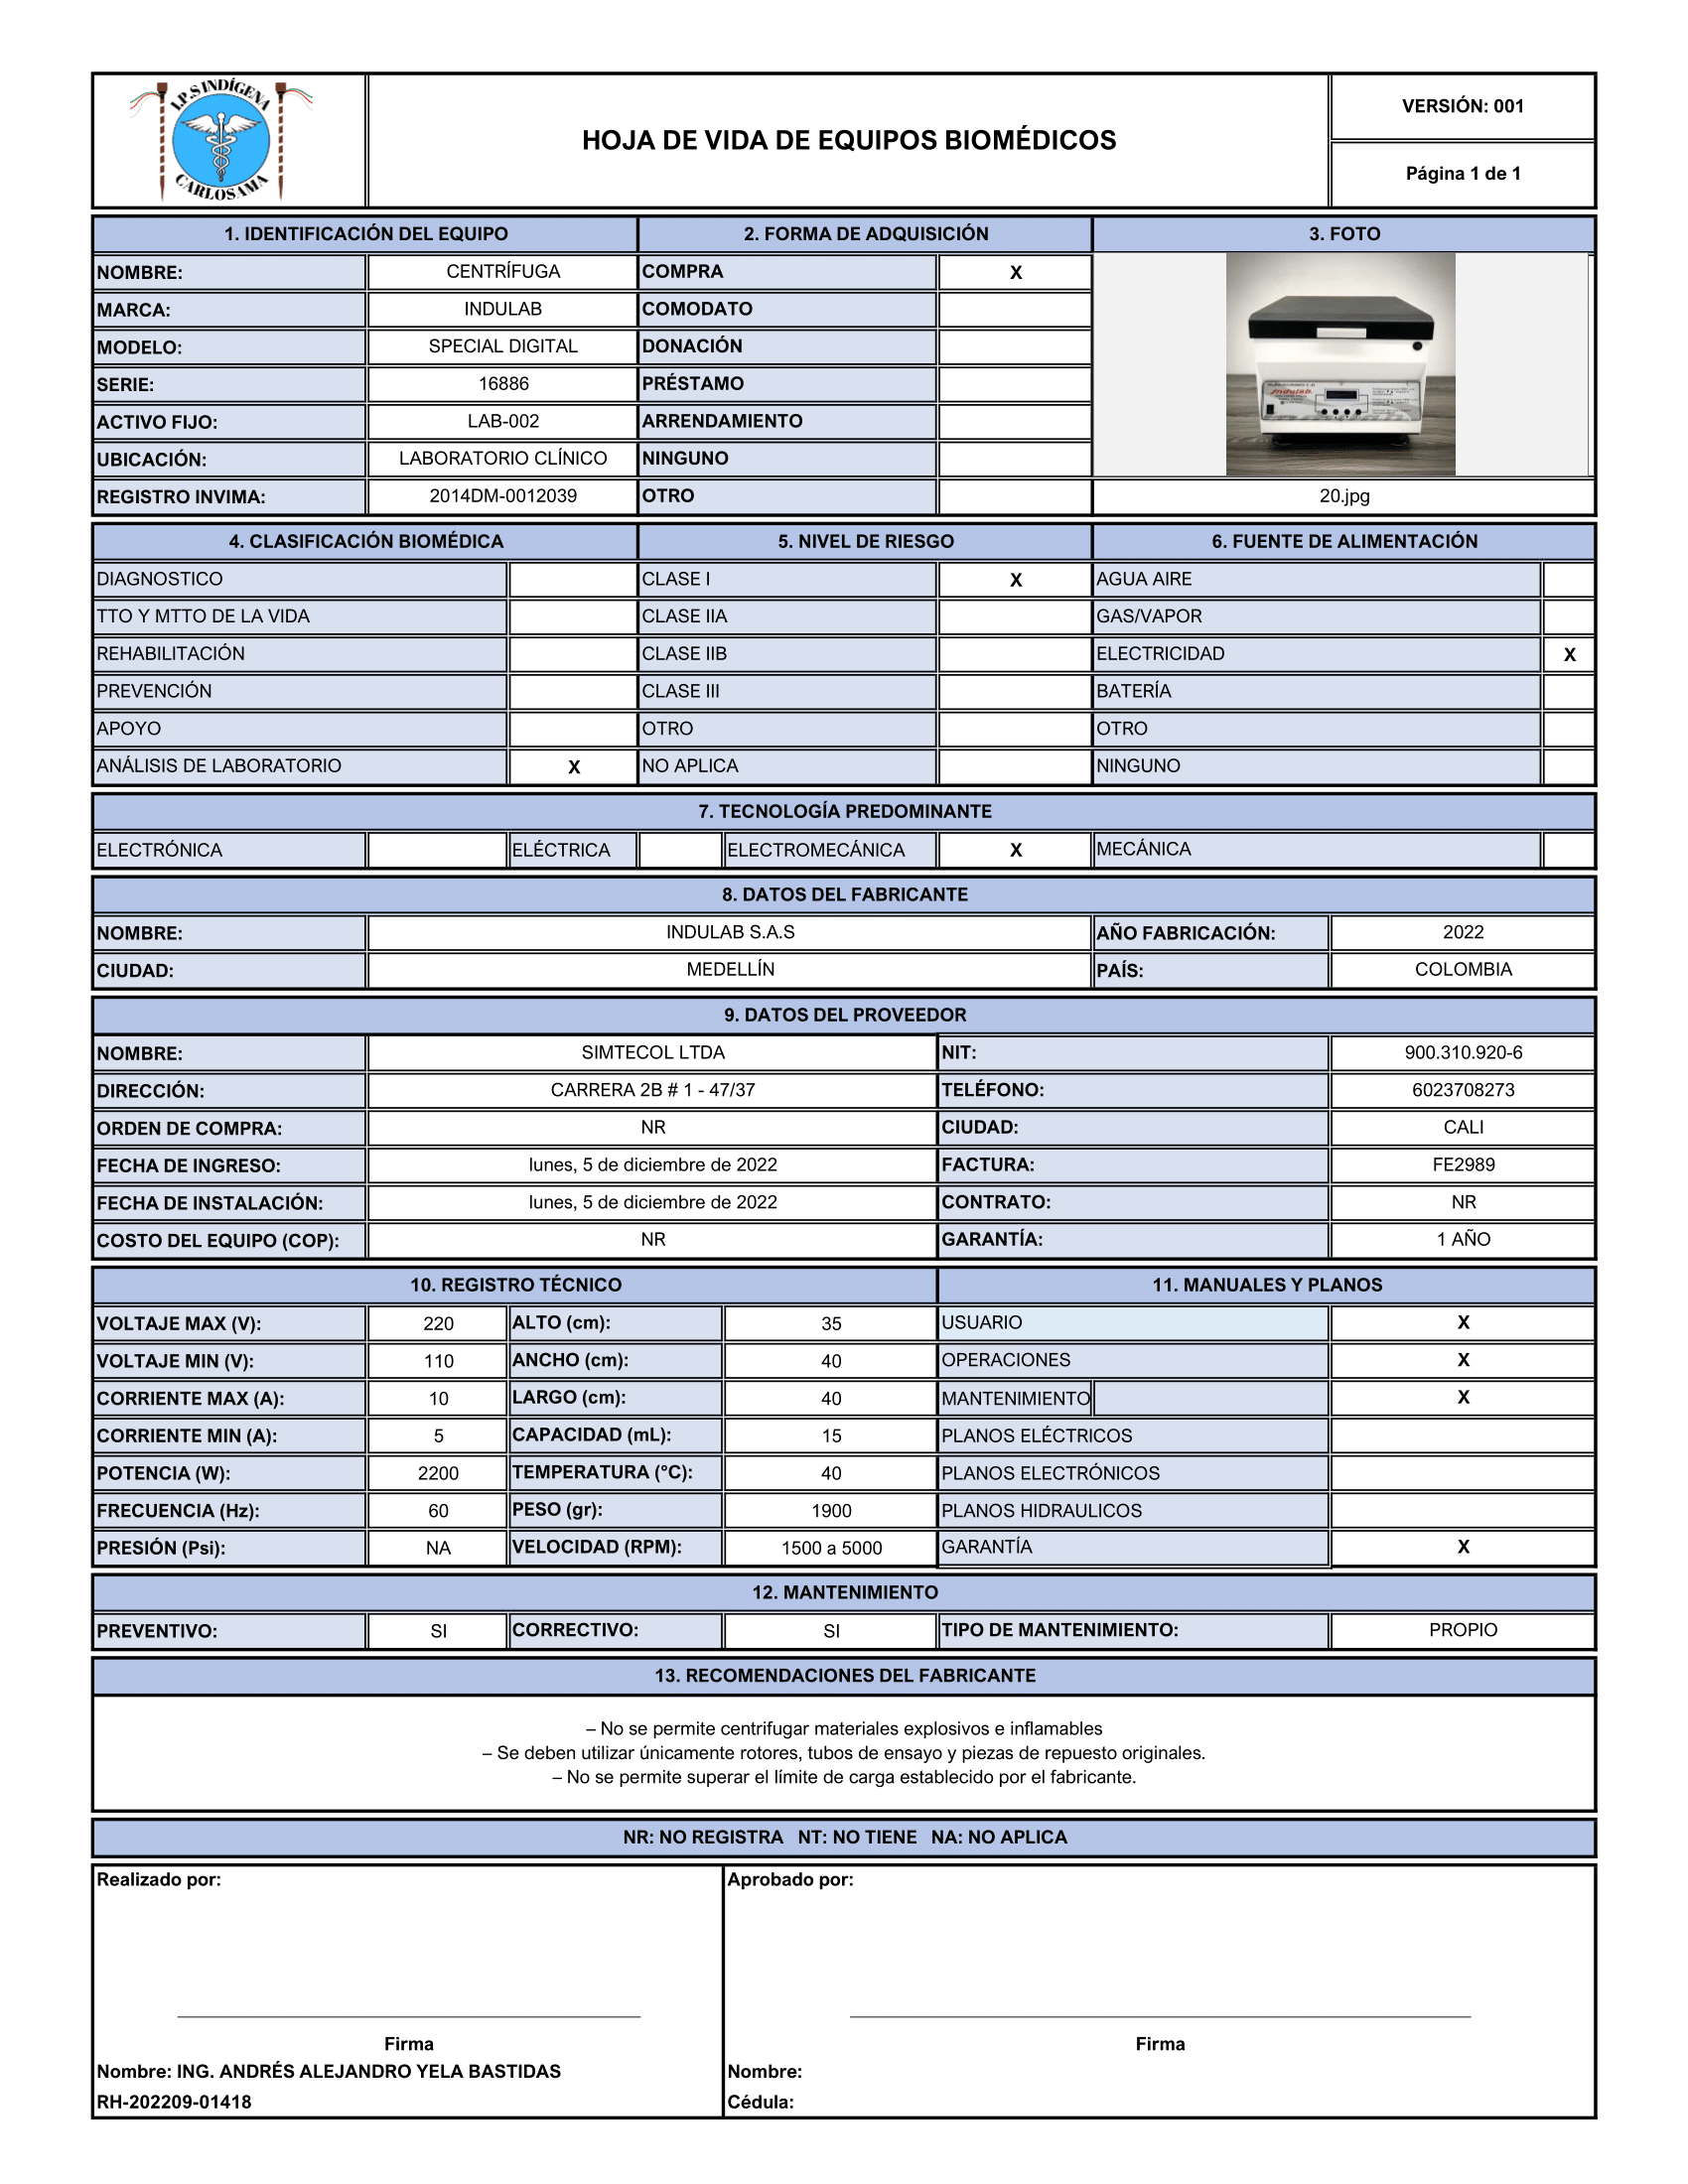 I.P.S INDÍGENA
CARLOSAMA
HOJA DE VIDA DE EQUIPOS BIOMÉDICOS
VERSIÓN: 001
Página 1 de 1
1. IDENTIFICACIÓN DEL EQUIPO 2. FORMA DE ADQUISICIÓN 3. FOTO
NOMBRE: CENTRÍFUGA COMPRA X
MARCA: INDULAB COMODATO
MODELO: SPECIAL DIGITAL DONACIÓN
SERIE: 16886 PRÉSTAMO
ACTIVO FIJO: LAB-002 ARRENDAMIENTO
UBICACIÓN: LABORATORIO CLÍNICO NINGUNO
REGISTRO INVIMA: 2014DM-0012039 OTRO 20.jpg
Indulab
4. CLASIFICACIÓN BIOMÉDICA 5. NIVEL DE RIESGO 6. FUENTE DE ALIMENTACIÓN
DIAGNOSTICO CLASE I X AGUA AIRE
TTO Y MTTO DE LA VIDA CLASE IIA GAS/VAPOR
REHABILITACIÓN CLASE IIB ELECTRICIDAD X
PREVENCIÓN CLASE III BATERÍA
APOYO OTRO OTRO
ANÁLISIS DE LABORATORIO X NO APLICA NINGUNO
7. TECNOLOGÍA PREDOMINANTE
ELECTRÓNICA ELÉCTRICA ELECTROMECÁNICA X MECÁNICA
8. DATOS DEL FABRICANTE
NOMBRE: INDULAB S.A.S AÑO FABRICACIÓN: 2022
CIUDAD: MEDELLÍN PAÍS: COLOMBIA
9. DATOS DEL PROVEEDOR
NOMBRE: SIMTECOL LTDA NIT: 900.310.920-6
DIRECCIÓN: CARRERA 2B # 1 - 47/37 TELÉFONO: 6023708273
ORDEN DE COMPRA: NR CIUDAD: CALI
FECHA DE INGRESO: lunes, 5 de diciembre de 2022 FACTURA: FE2989
FECHA DE INSTALACIÓN: lunes, 5 de diciembre de 2022 CONTRATO: NR
COSTO DEL EQUIPO (COP): NR GARANTÍA: 1 AÑO
10. REGISTRO TÉCNICO 11. MANUALES Y PLANOS
VOLTAJE MAX (V): 220 ALTO (cm): 35 USUARIO X
VOLTAJE MIN (V): 110 ANCHO (cm): 40 OPERACIONES X
CORRIENTE MAX (A): 10 LARGO (cm): 40 MANTENIMIENTO X
CORRIENTE MIN (A): 5 CAPACIDAD (mL): 15 PLANOS ELÉCTRICOS
POTENCIA (W): 2200 TEMPERATURA (°C): 40 PLANOS ELECTRÓNICOS
FRECUENCIA (Hz): 60 PESO (gr): 1900 PLANOS HIDRAULICOS
PRESIÓN (Psi): NA VELOCIDAD (RPM): 1500 a 5000 GARANTÍA X
12. MANTENIMIENTO
PREVENTIVO: SI CORRECTIVO: SI TIPO DE MANTENIMIENTO: PROPIO
13. RECOMENDACIONES DEL FABRICANTE
– No se permite centrifugar materiales explosivos e inflamables
– Se deben utilizar únicamente rotores, tubos de ensayo y piezas de repuesto originales.
– No se permite superar el límite de carga establecido por el fabricante.
NR: NO REGISTRA NT: NO TIENE NA: NO APLICA
Realizado por: Aprobado por:
Firma Firma
Nombre: ING. ANDRÉS ALEJANDRO YELA BASTIDAS Nombre:
RH-202209-01418 Cédula: